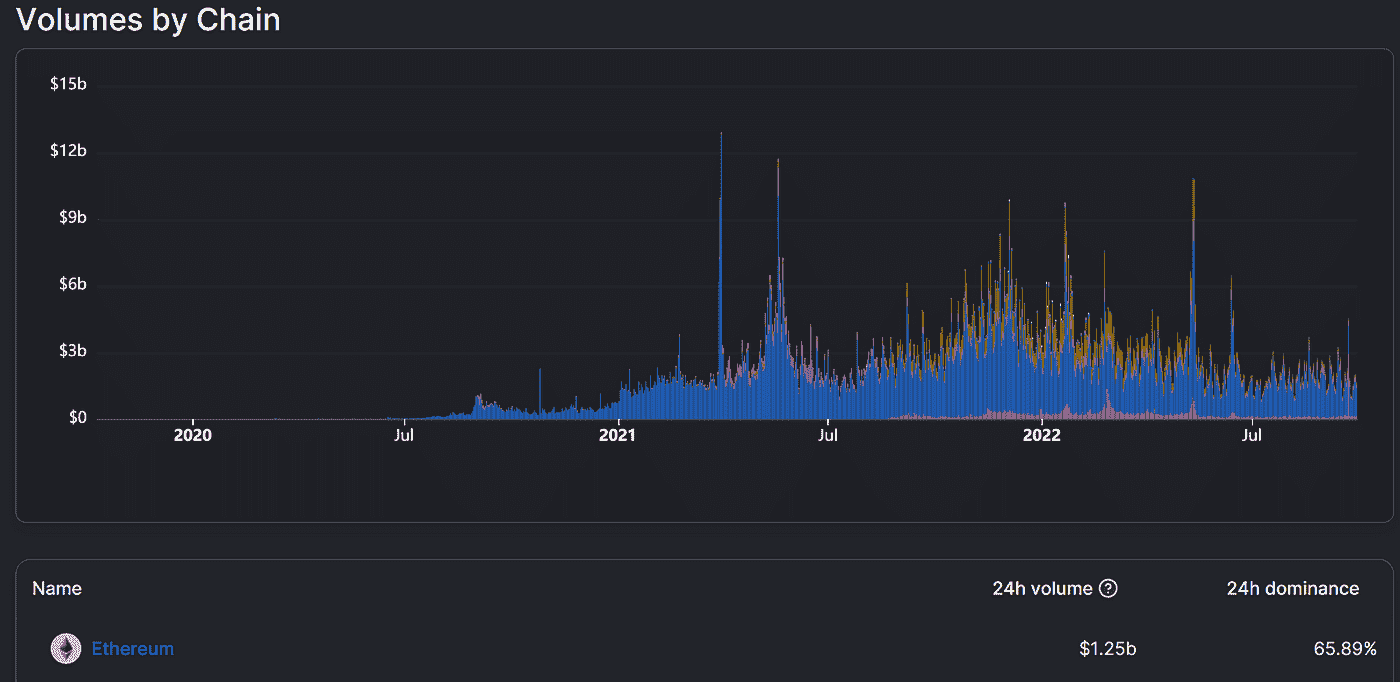 Volumes by Chain
$15b
$12b
$9b
$6b
$3b
$0
2020 Jul 2021 Jul 2022 Jul
Name 24h volume ? 24h dominance
Ethereum $1.25b 65.89%